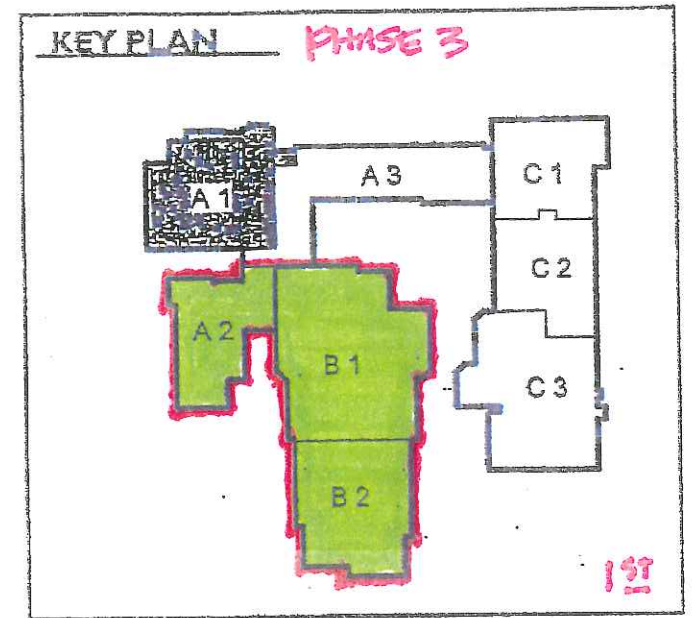 KEY PLAN PHASE 3
A 1
A 3
C 1
C 2
A 2
B 1
C 3
B 2
1ST